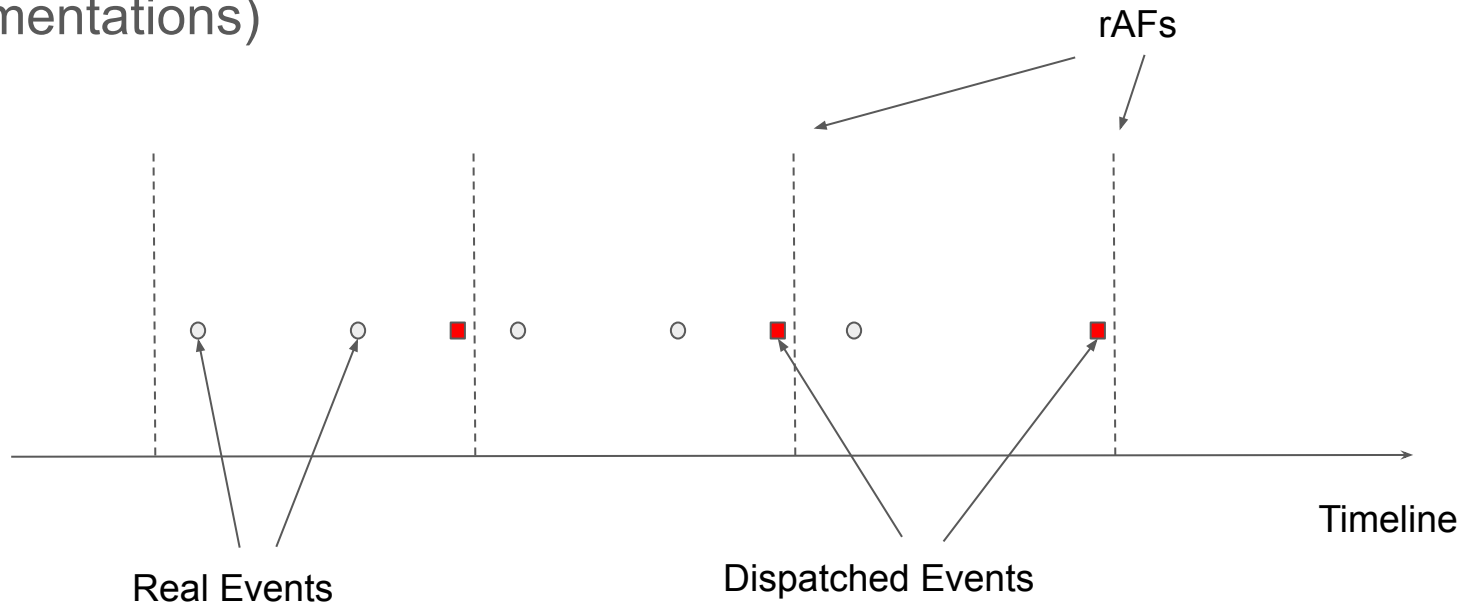 mentations)
rAFs
Timeline
Real Events
Dispatched Events